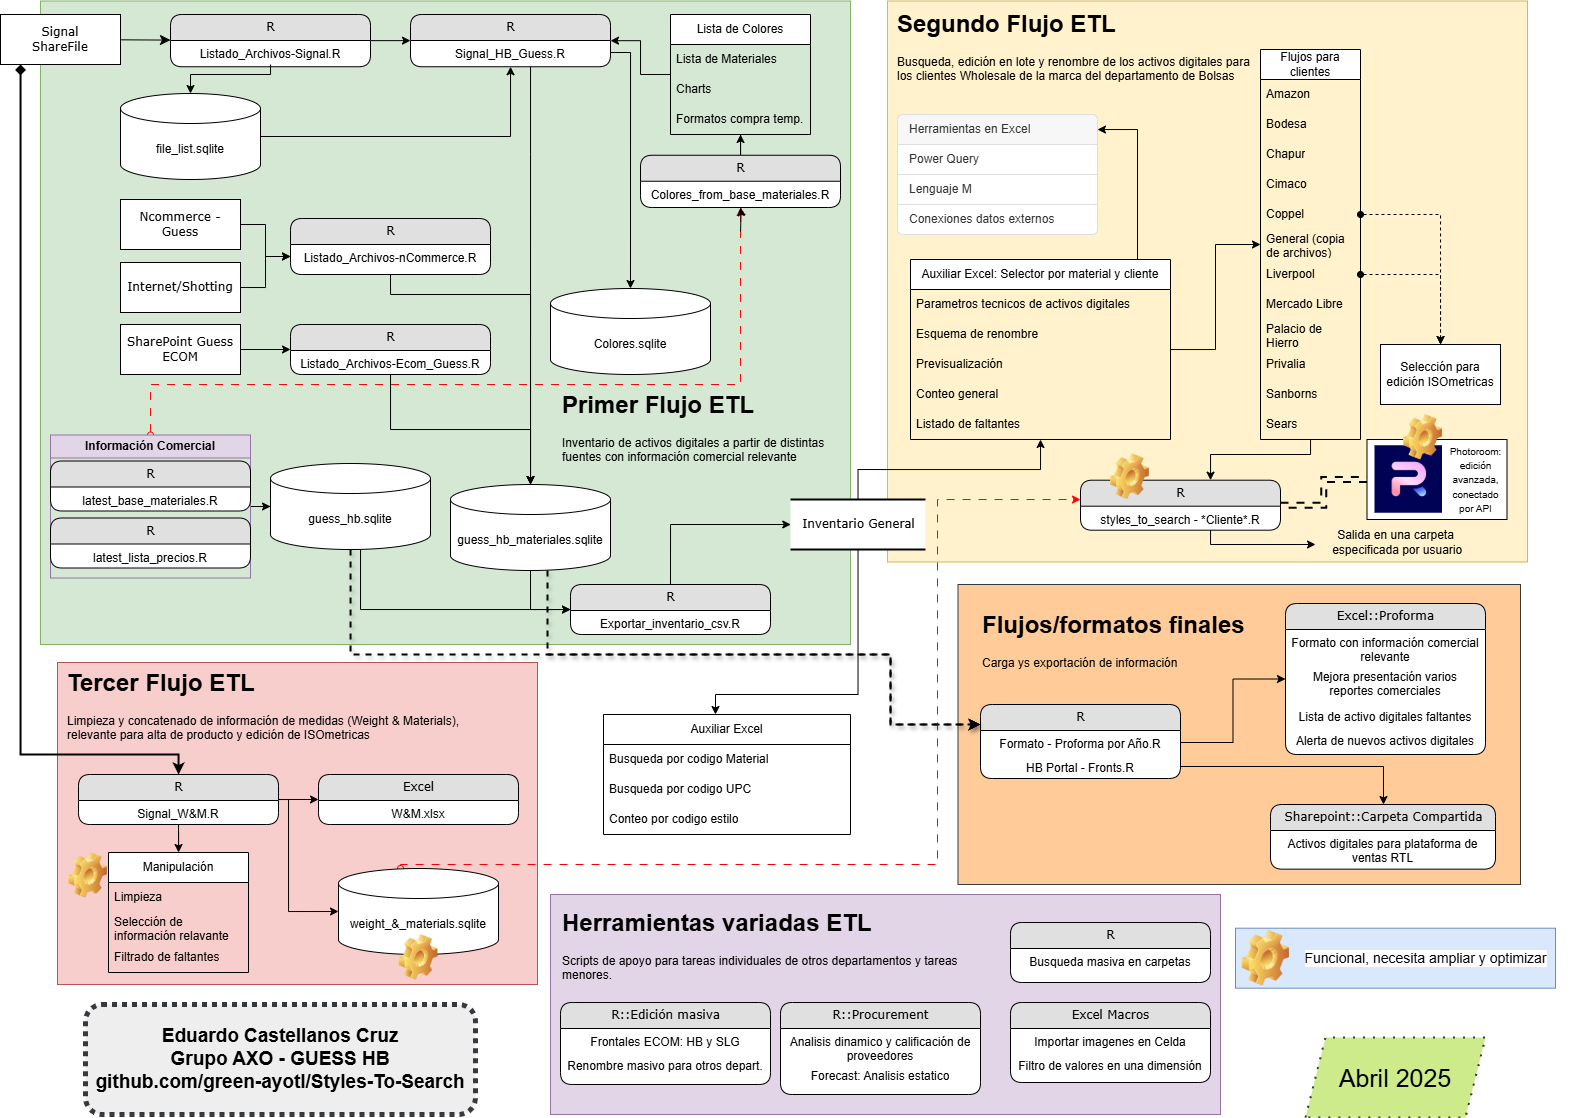 Signal
ShareFile
R
Listado_Archivos-Signal.R
R
Signal_HB_Guess.R
Lista de Colores
Lista de Materiales
Charts
Formatos compra temp.
file_list.sqlite
R
Colores_from_base_materiales.R
Ncommerce -
Guess
Internet/Shotting
R
Listado_Archivos-nCommerce.R
SharePoint Guess
ECOM
R
Listado_Archivos-Ecom_Guess.R
Colores.sqlite
Primer Flujo ETL
Inventario de activos digitales a partir de distintas
fuentes con información comercial relevante
Información Comercial
R
latest_base_materiales.R
R
latest_lista_precios.R
guess_hb.sqlite
guess_hb_materiales.sqlite
R
Exportar_inventario_csv.R
Inventario General
Segundo Flujo ETL
Busqueda, edición en lote y renombre de los activos digitales para
los clientes Wholesale de la marca del departamento de Bolsas
Herramientas en Excel
Power Query
Lenguaje M
Conexiones datos externos
Auxiliar Excel: Selector por material y cliente
Parametros tecnicos de activos digitales
Esquema de renombre
Previsualización
Conteo general
Listado de faltantes
Flujos para
clientes
Amazon
Bodesa
Chapur
Cimaco
Coppel
General (copia
de archivos)
Liverpool
Mercado Libre
Palacio de
Hierro
Privalia
Sanborns
Sears
Selección para
edición ISOmetricas
Photoroom:
edición
avanzada,
conectado
por API
R
styles_to_search - *Cliente*.R
Salida en una carpeta
especificada por usuario
Tercer Flujo ETL
Limpieza y concatenado de información de medidas (Weight & Materials),
relevante para alta de producto y edición de ISOmetricas
R
Signal_W&M.R
Excel
W&M.xlsx
Manipulación
Limpieza
Selección de
información relavante
Filtrado de faltantes
weight_&_materials.sqlite
Auxiliar Excel
Busqueda por codigo Material
Busqueda por codigo UPC
Conteo por codigo estilo
Flujos/formatos finales
Carga ys exportación de información
R
Formato - Proforma por Año.R
HB Portal - Fronts.R
Excel::Proforma
Formato con información comercial
relevante
Mejora presentación varios
reportes comerciales
Lista de activo digitales faltantes
Alerta de nuevos activos digitales
Sharepoint::Carpeta Compartida
Activos digitales para plataforma de
ventas RTL
Herramientas variadas ETL
Scripts de apoyo para tareas individuales de otros departamentos y tareas
menores.
R
Busqueda masiva en carpetas
R::Edición masiva
Frontales ECOM: HB y SLG
Renombre masivo para otros depart.
R::Procurement
Analisis dinamico y calificación de
proveedores
Forecast: Analisis estatico
Excel Macros
Importar imagenes en Celda
Filtro de valores en una dimensión
Funcional, necesita ampliar y optimizar
Eduardo Castellanos Cruz
Grupo AXO - GUESS HB
github.com/green-ayotl/Styles-To-Search
Abril 2025